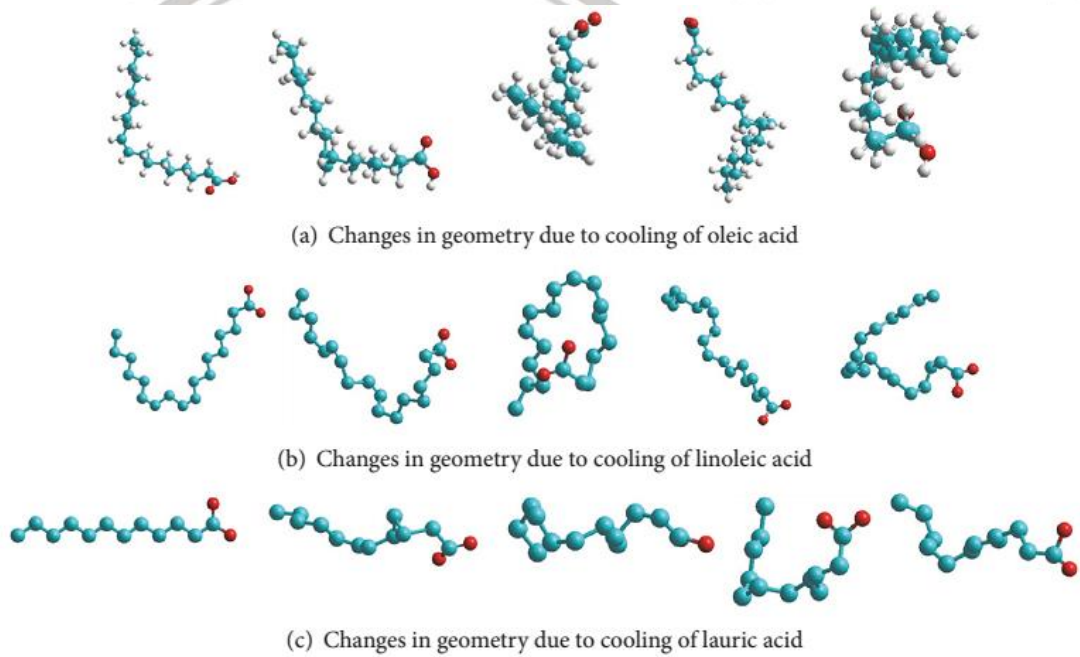 (a) Changes in geometry due to cooling of oleic acid
(b) Changes in geometry due to cooling of linoleic acid
(c) Changes in geometry due to cooling of lauric acid